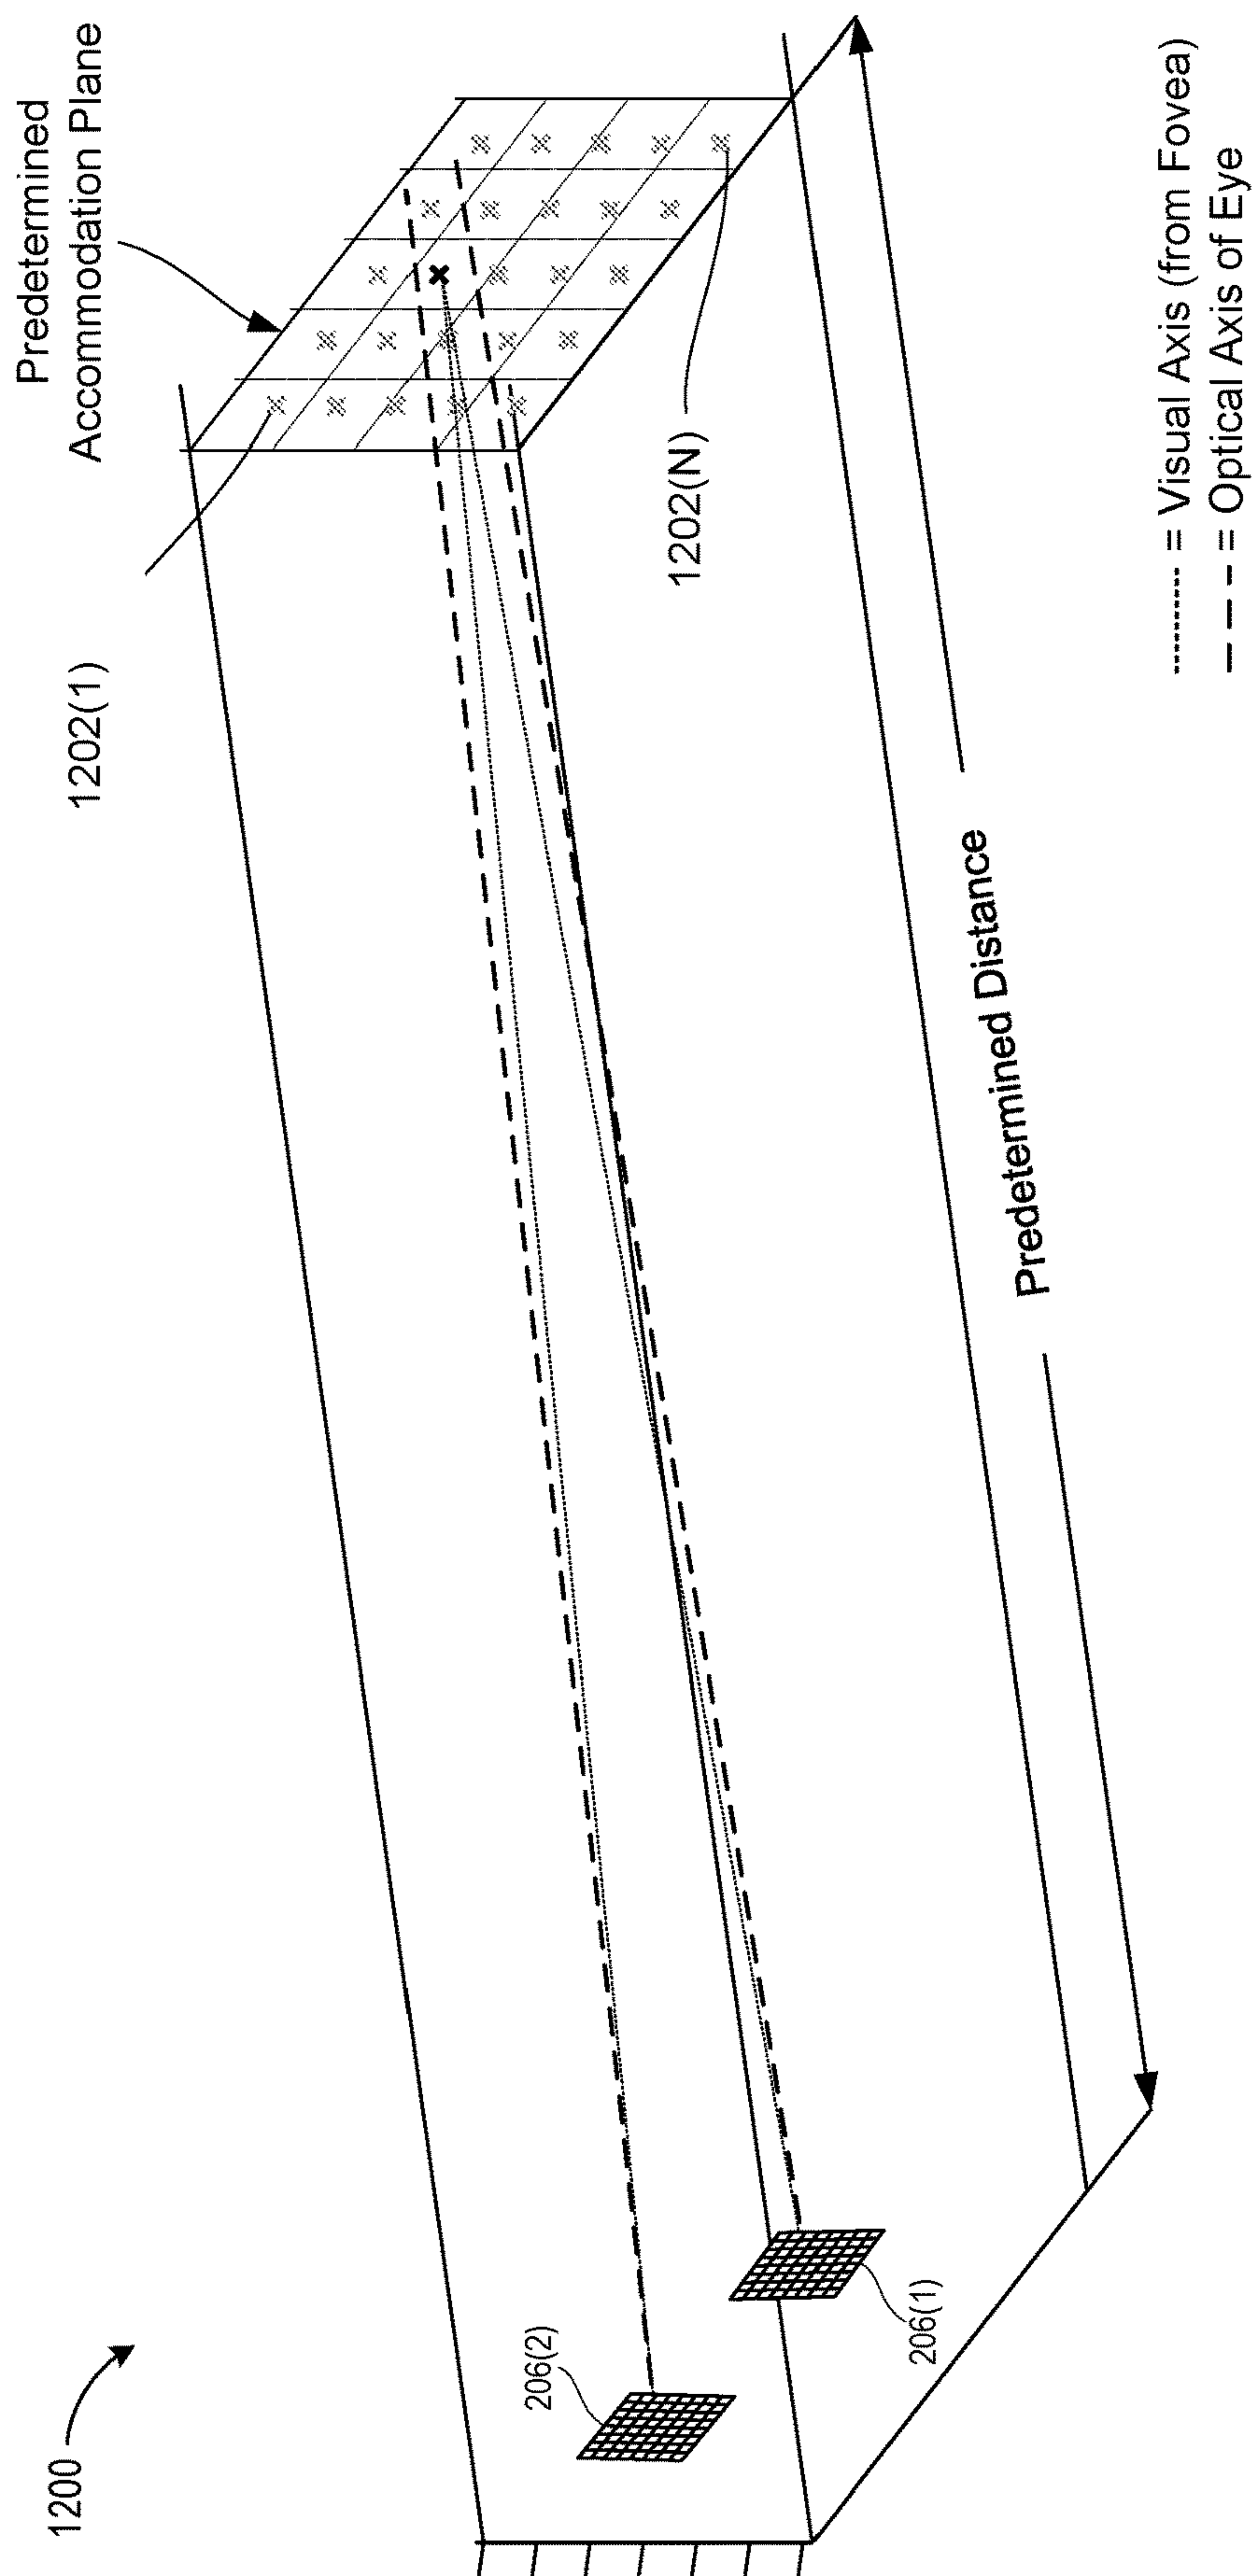 1200
206(2)
206(1)
Predetermined Distance
1202(1)
1202(N)
Predetermined
Accommodation Plane
= Visual Axis (from Fovea)
= Optical Axis of Eye